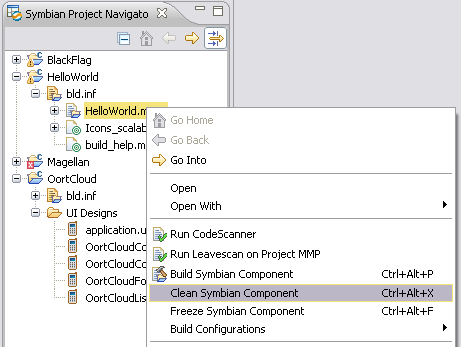 Symbian Project Navigato
BlackFlag
HelloWorld
bld.inf
HelloWorld.m
Icons_scalab
build_help.m
Magellan
OortCloud
bld.inf
UI Designs
application.u
OortCloudCo
OortCloudCo
OortCloudFo
OortCloudLis
Go Home
Go Back
Go Into
Open
Open With
Run CodeScanner
Run Leavescan on Project MMP
Build Symbian Component Ctrl+Alt+P
Clean Symbian Component Ctrl+Alt+X
Freeze Symbian Component Ctrl+Alt+F
Build Configurations